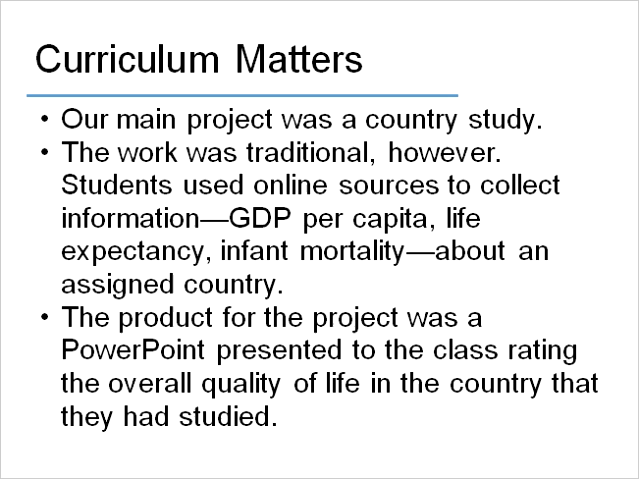 Curriculum Matters
• Our main project was a country study.
• The work was traditional, however.
Students used online sources to collect
information—GDP per capita, life
expectancy, infant mortality—about an
assigned country.
• The product for the project was a
PowerPoint presented to the class rating
the overall quality of life in the country that
they had studied.